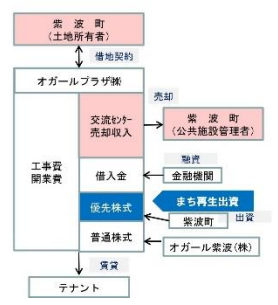 紫 波 町
(土地所有者)
借地契約
オガールプラザ㈱
売却
交流センター
売却収入
紫 波 町
(公共施設管理者)
工事費
開業費
融資
借入金
金融機関
優先株式
まち再生出資
紫波町
出資
普通株式
オガール紫波(株)
賃貸
テナント